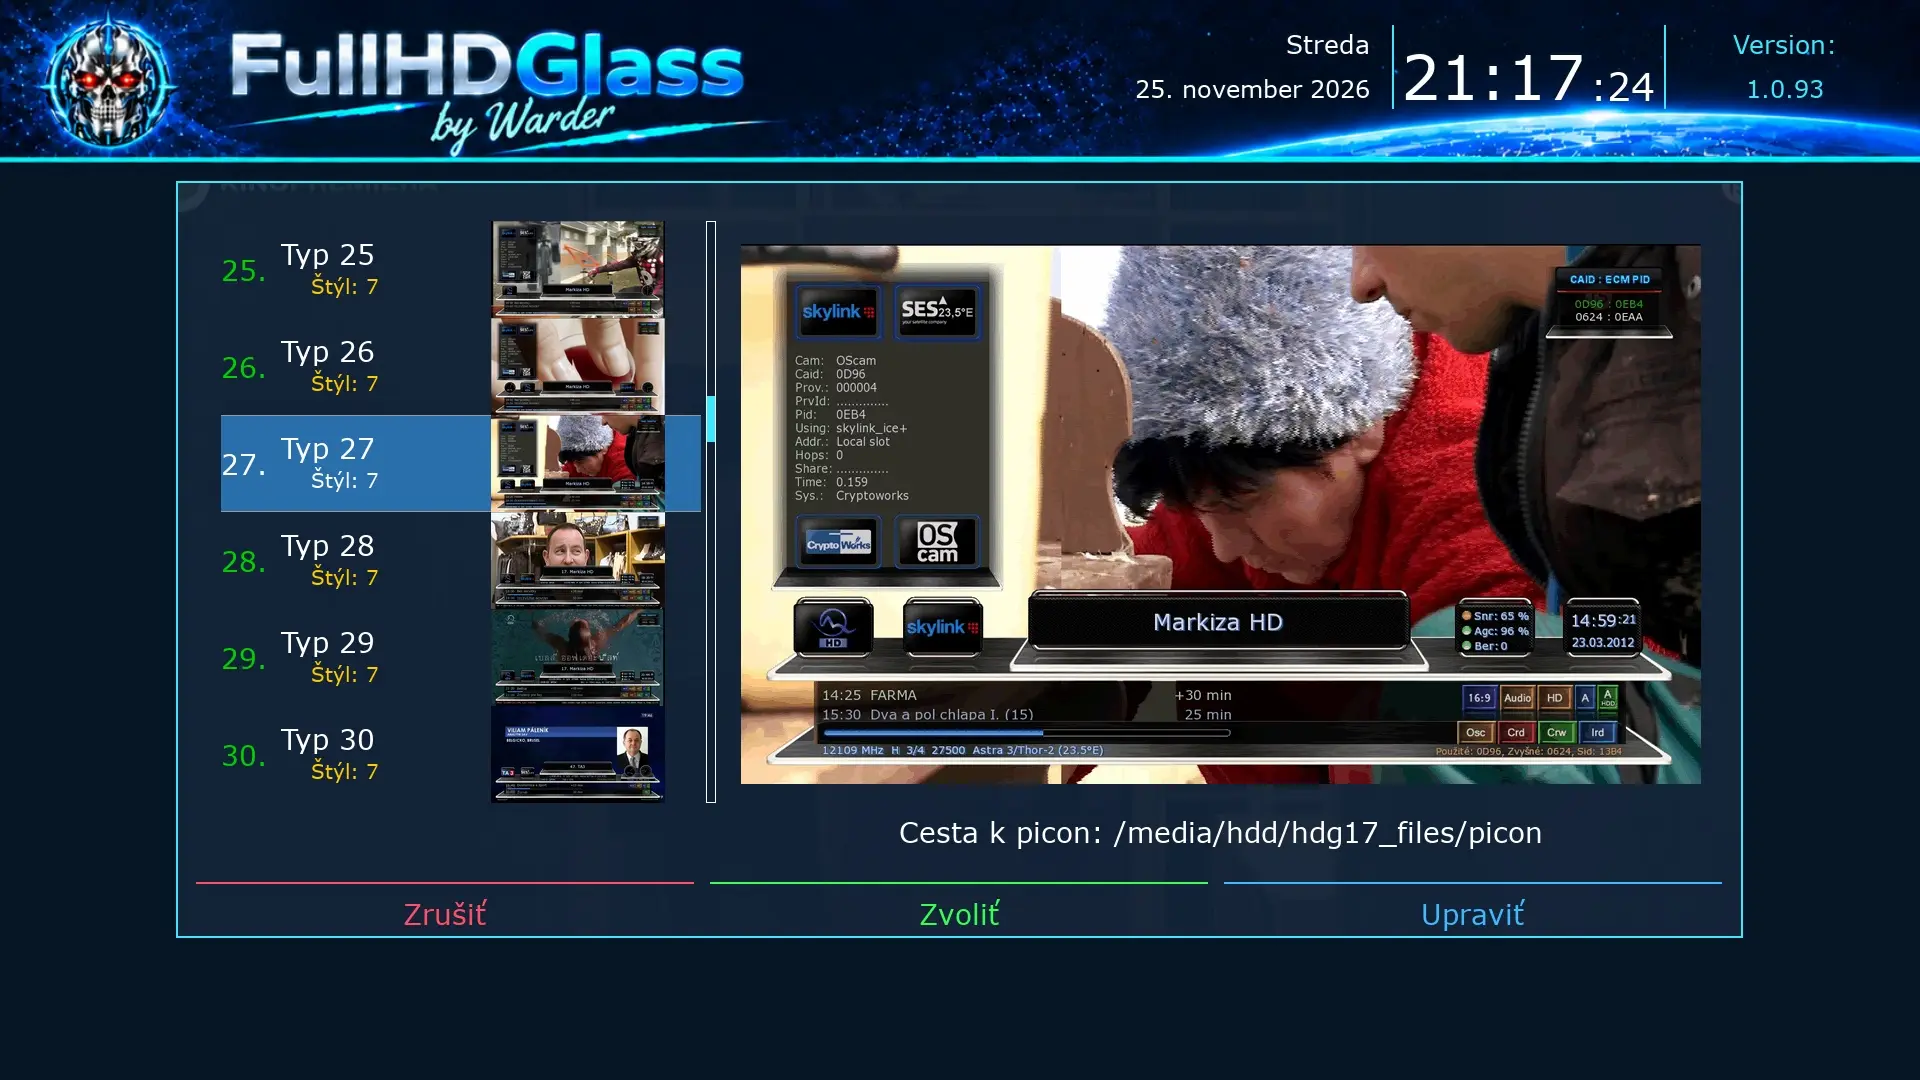 FullHDGlass
by Warder
Streda
25. november 2026
21:17:24
Version:
1.0.93
25. Typ 25
Štýl: 7
26. Typ 26
Štýl: 7
27. Typ 27
Štýl: 7
28. Typ 28
Štýl: 7
29. Typ 29
Štýl: 7
30. Typ 30
Štýl: 7
VILIAM PÁLENÍK
skylink
SES 23,5°E
your satellite company
Cam: OScam
Caid: 0D96
Prov.: 000004
PrvId: ..............
Pid: 0EB4
Using: skylink_ice+
Addr.: Local slot
Hops: 0
Share: ..............
Time: 0.159
Sys.: Cryptoworks
CryptoWorks
OS cam
CAID : ECM PID
0D96 : 0EB4
0624 : 0EAA
HD
skylink
Markiza HD
Snr: 65 %
Agc: 96 %
Ber: 0
14:59:21
23.03.2012
14:25 FARMA +30 min
15:30 Dva a pol chlapa I. (15) 25 min
12109 MHz H 3/4 27500 Astra 3/Thor-2 (23.5°E)
16:9 Audio HD A A HDD
Osc Crd Crw Ird
Použité: 0D96, Zvyšné: 0624, Sid: 13B4
Cesta k picon: /media/hdd/hdg17_files/picon
Zrušiť
Zvoliť
Upraviť